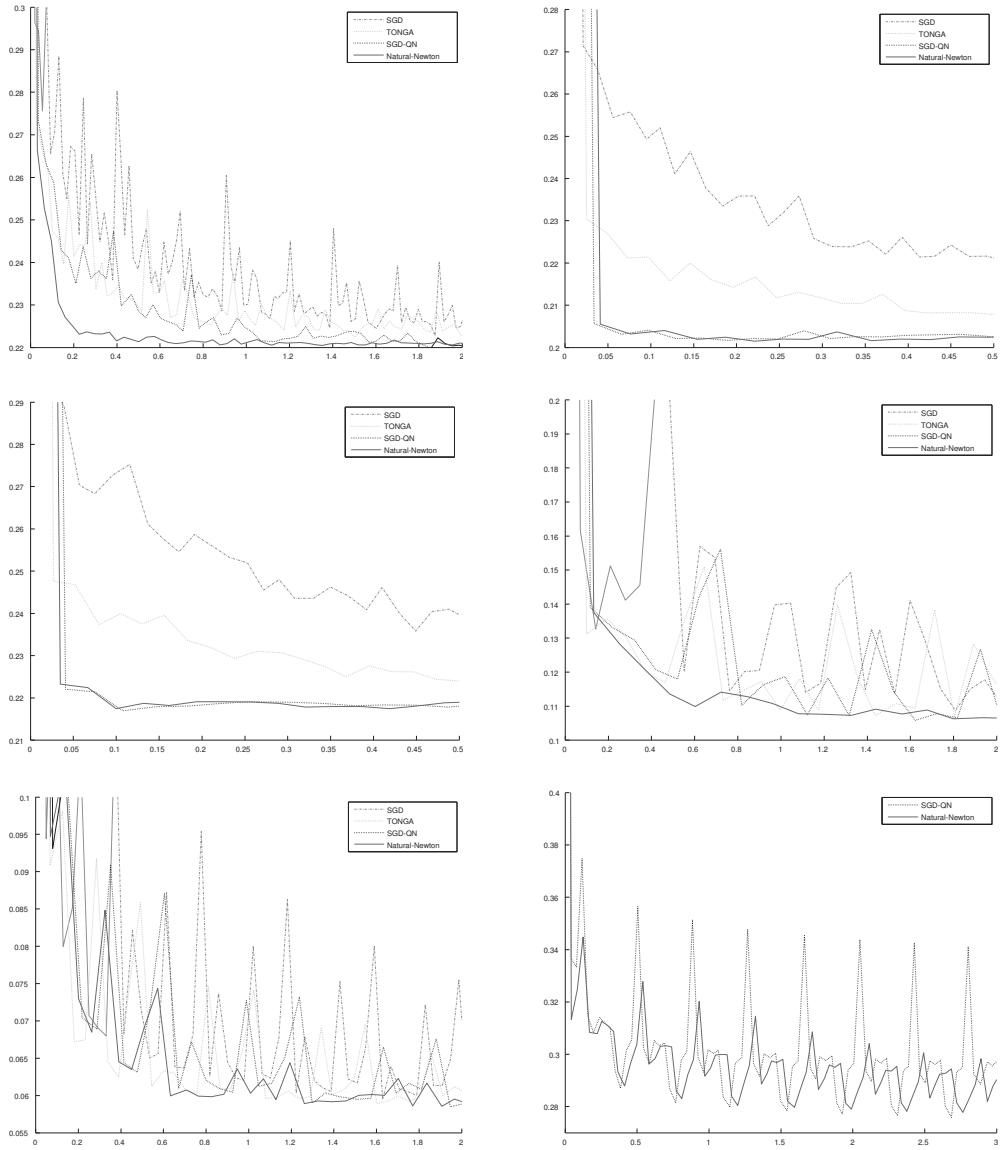 0.3
0.29
0.28
0.27
0.26
0.25
0.24
0.23
0.22
0 0.2 0.4 0.6 0.8 1 1.2 1.4 1.6 1.8 2
SGD
TONGA
SGD-QN
Natural-Newton
0.28
0.27
0.26
0.25
0.24
0.23
0.22
0.21
0.2
0 0.05 0.1 0.15 0.2 0.25 0.3 0.35 0.4 0.45 0.5
SGD
TONGA
SGD-QN
Natural-Newton
0.29
0.28
0.27
0.26
0.25
0.24
0.23
0.22
0.21
0 0.05 0.1 0.15 0.2 0.25 0.3 0.35 0.4 0.45 0.5
SGD
TONGA
SGD-QN
Natural-Newton
0.2
0.19
0.18
0.17
0.16
0.15
0.14
0.13
0.12
0.11
0.1
0 0.2 0.4 0.6 0.8 1 1.2 1.4 1.6 1.8 2
SGD
TONGA
SGD-QN
Natural-Newton
0.1
0.095
0.09
0.085
0.08
0.075
0.07
0.065
0.06
0.055
0 0.2 0.4 0.6 0.8 1 1.2 1.4 1.6 1.8 2
SGD
TONGA
SGD-QN
Natural-Newton
0.4
0.38
0.36
0.34
0.32
0.3
0.28
0 0.5 1 1.5 2 2.5 3
SGD-QN
Natural-Newton